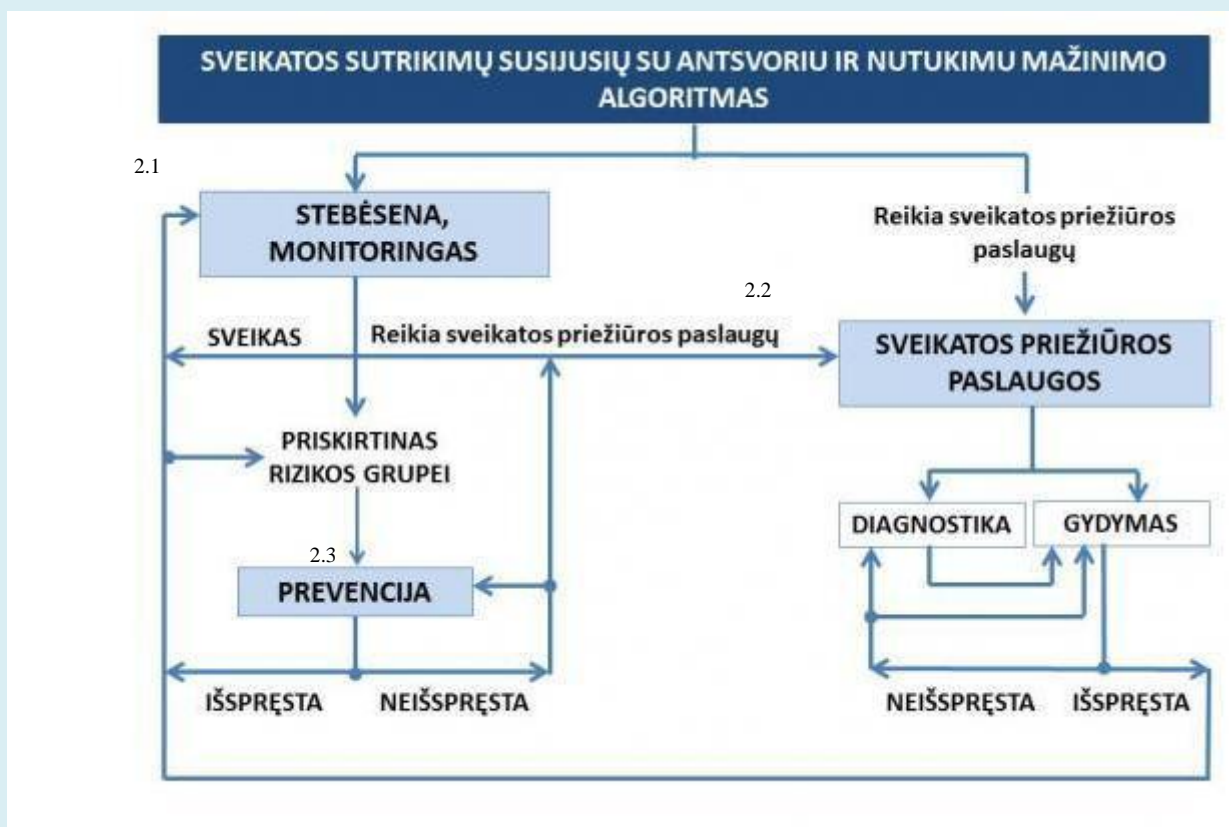 SVEIKATOS SUTRIKIMŲ SUSIJUSIŲ SU ANTSVORIU IR NUTUKIMU MAŽINIMO
ALGORITMAS
2.1
STEBĖSENA,
MONITORINGAS
Reikia sveikatos priežiūros
paslaugų
2.2
SVEIKAS
Reikia sveikatos priežiūros paslaugų
SVEIKATOS PRIEŽIŪROS
PASLAUGOS
PRISKIRTINAS
RIZIKOS GRUPEI
DIAGNOSTIKA
GYDYMAS
2.3
PREVENCIJA
IŠSPRĘSTA
NEIŠSPRĘSTA
NEIŠSPRĘSTA
IŠSPRĘSTA